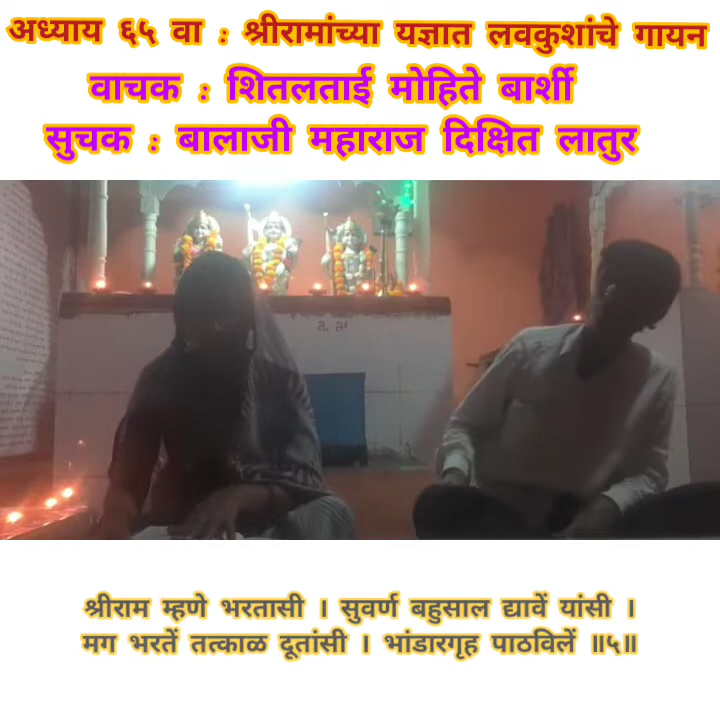 अध्याय ६५ वा : श्रीरामांच्या यज्ञात लवकुशांचे गायन
वाचक : शितलताई मोहिते बार्शी
सुचक : बालाजी महाराज दिक्षित लातुर
श्रीराम म्हणे भरतासी । सुवर्ण बहुसाल द्यावें यांसी ।
मग भरतें तत्काळ दूतांसी । भांडारगृह पाठविलें ॥५॥